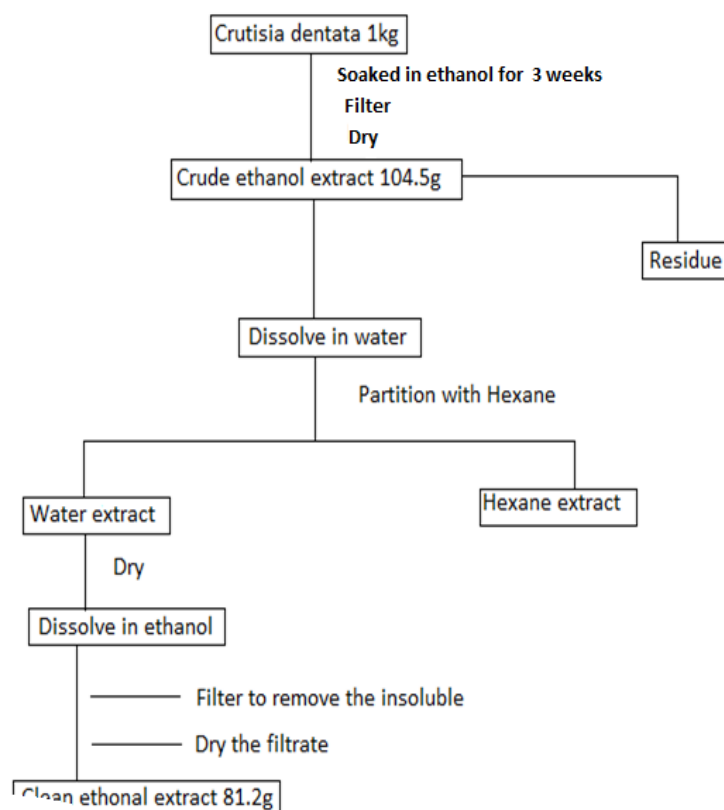 Crutisia dentata 1kg
Soaked in ethanol for 3 weeks
Filter
Dry
Crude ethanol extract 104.5g
Residue
Dissolve in water
Partition with Hexane
Water extract
Hexane extract
Dry
Dissolve in ethanol
Filter to remove the insoluble
Dry the filtrate
Clean ethonal extract 81.2g